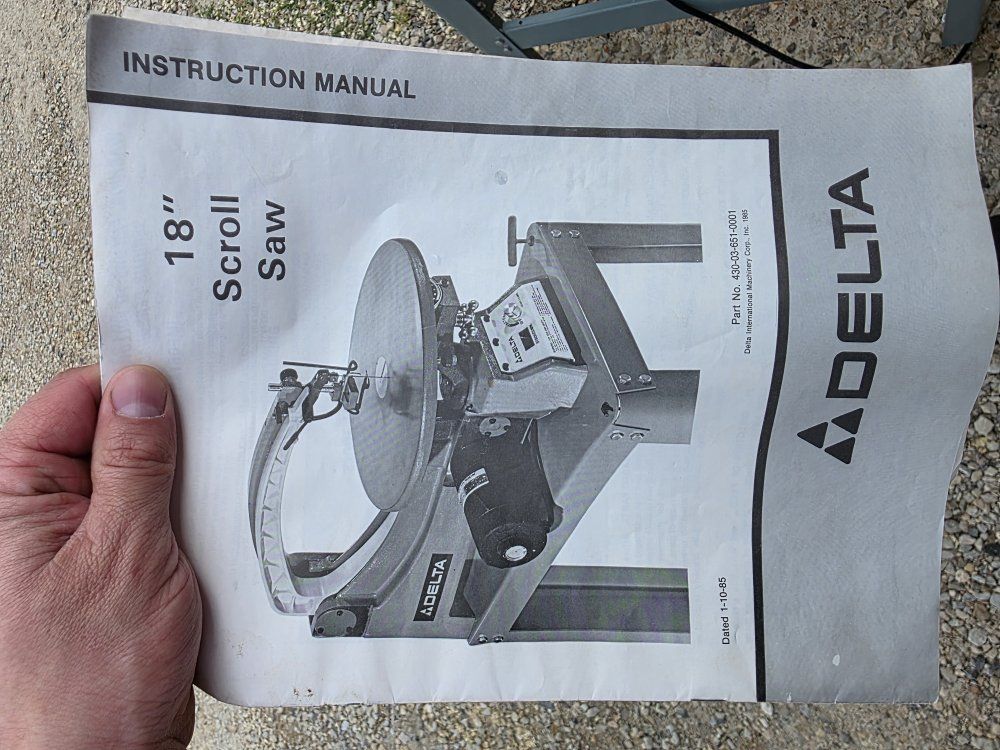 INSTRUCTION MANUAL
18"
Scroll
Saw
DELTA
DELTA
Dated 1-10-85
Part No. 430-03-651-0001
Delta International Machinery Corp., Inc. 1985
DELTA